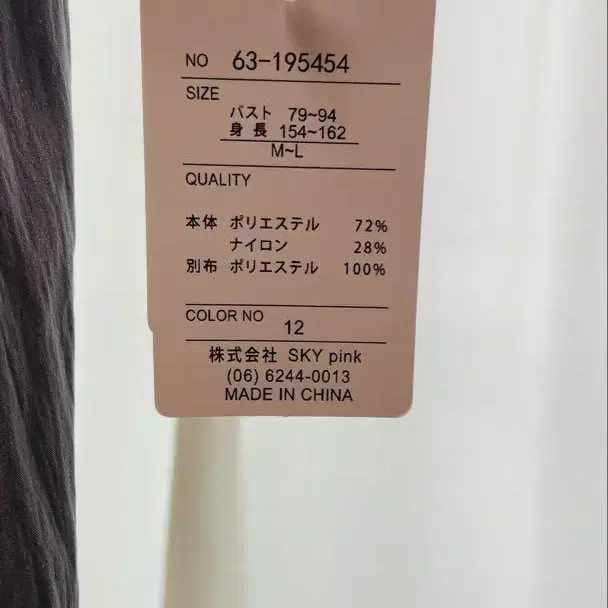 NO 63-195454
SIZE
バスト 79~94
身長 154~162
M~L
QUALITY
本体 ポリエステル 72%
ナイロン 28%
別布 ポリエステル 100%
COLOR NO
12
株式会社 SKY pink
(06) 6244-0013
MADE IN CHINA